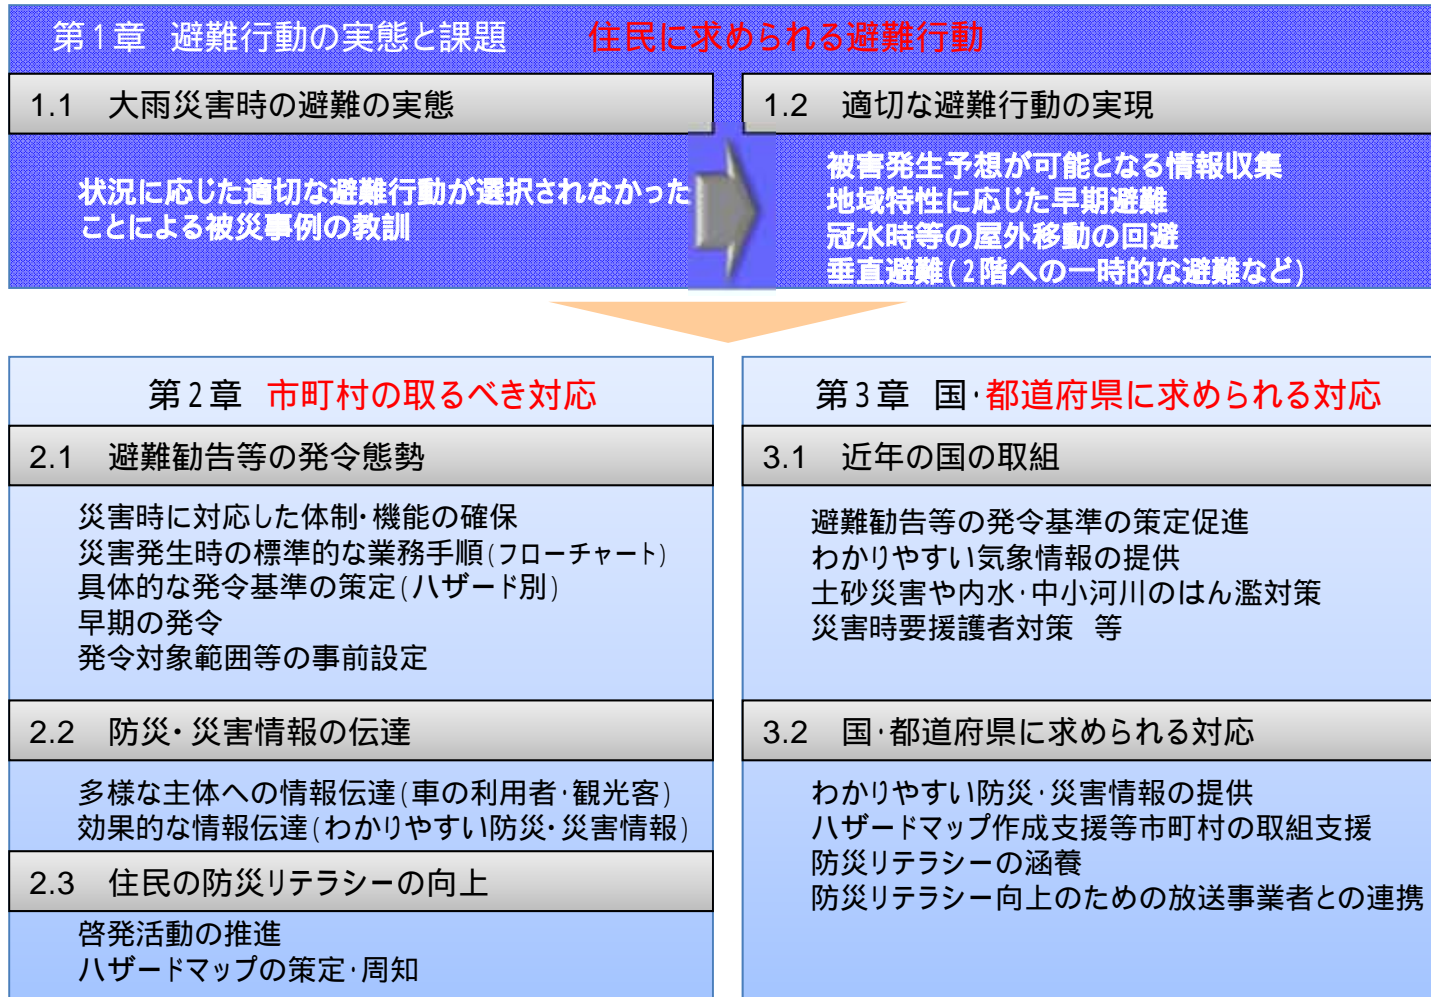 第1章 避難行動の実態と課題 住民に求められる避難行動
1.1 大雨災害時の避難の実態
状況に応じた適切な避難行動が選択されなかった
ことによる被災事例の教訓
1.2 適切な避難行動の実現
被害発生予想が可能となる情報収集
地域特性に応じた早期避難
冠水時等の屋外移動の回避
垂直避難(2階への一時的な避難など)
第2章 市町村の取るべき対応
2.1 避難勧告等の発令態勢
災害時に対応した体制・機能の確保
災害発生時の標準的な業務手順(フローチャート)
具体的な発令基準の策定(ハザード別)
早期の発令
発令対象範囲等の事前設定
2.2 防災・災害情報の伝達
多様な主体への情報伝達(車の利用者・観光客)
効果的な情報伝達(わかりやすい防災・災害情報)
2.3 住民の防災リテラシーの向上
啓発活動の推進
ハザードマップの策定・周知
第3章 国・都道府県に求められる対応
3.1 近年の国の取組
避難勧告等の発令基準の策定促進
わかりやすい気象情報の提供
土砂災害や内水・中小河川のはん濫対策
災害時要援護者対策 等
3.2 国・都道府県に求められる対応
わかりやすい防災・災害情報の提供
ハザードマップ作成支援等市町村の取組支援
防災リテラシーの涵養
防災リテラシー向上のための放送事業者との連携